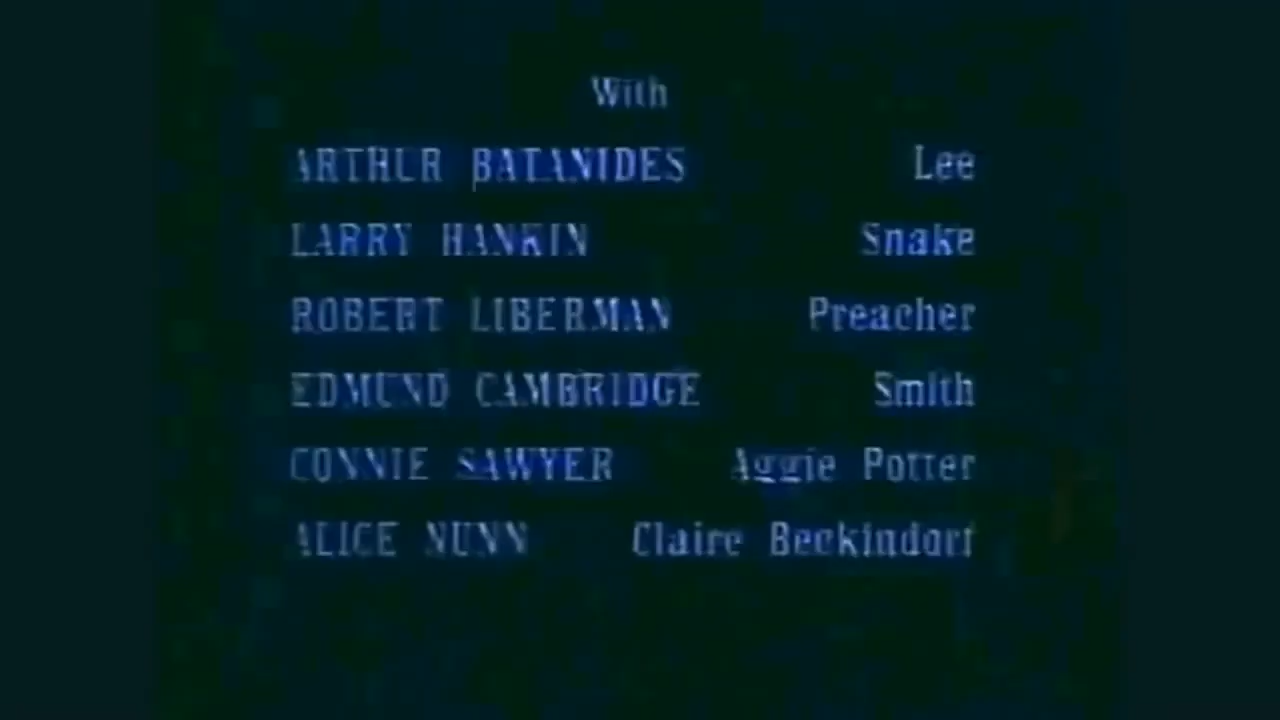 With
ARTHUR BATANIDES Lee
LARRY HANKIN Snake
ROBERT LIBERMAN Preacher
EDMUND CAMBRIDGE Smith
CONNIE SAWYER Aggie Potter
ALICE NUNN Claire Beckindorf